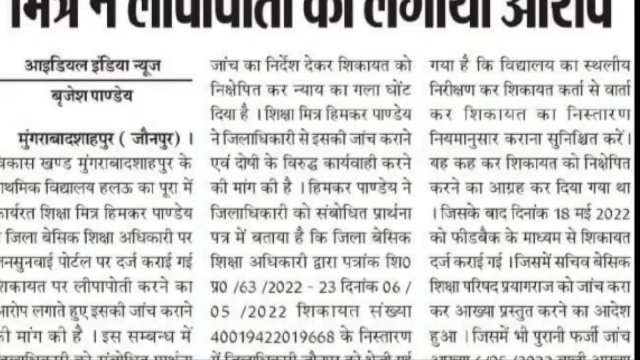 मित्र ने लीपापोती का लगाया आरोप
आइडियल इंडिया न्यूज
बृजेश पाण्डेय
मुंगराबादशाहपुर ( जौनपुर) ।
विकास खण्ड मुंगराबादशाहपुर के
प्राथमिक विद्यालय हलऊ का पूरा में
कार्यरत शिक्षा मित्र हिमकर पाण्डेय
जिला बेसिक शिक्षा अधिकारी पर
जनसुनवाई पोर्टल पर दर्ज कराई गई
शिकायत पर लीपापोती करने का
आरोप लगाते हुए इसकी जांच कराने
की मांग की है । इस सम्बन्ध में
जिलाधिकारी को संबोधित प्रार्थना
जांच का निर्देश देकर शिकायत को
निक्षेपित कर न्याय का गला घोंट
दिया है । शिक्षा मित्र हिमकर पाण्डेय
ने जिलाधिकारी से इसकी जांच कराने
एवं दोषी के विरुद्ध कार्यवाही करने
की मांग की है । हिमकर पाण्डेय ने
जिलाधिकारी को संबोधित प्रार्थना
पत्र में बताया है कि जिला बेसिक
शिक्षा अधिकारी द्वारा पत्रांक शि0
प्र0 /63 /2022 - 23 दिनांक 06 /
05 /2022 शिकायत संख्या
40019422019668 के निस्तारण
में जिलाधिकारी जौनपुर को भेजी गई
गया है कि विद्यालय का स्थलीय
निरीक्षण कर शिकायत कर्ता से वार्ता
कर शिकायत का निस्तारण
नियमानुसार कराना सुनिश्चित करें।
यह कह कर शिकायत को निक्षेपित
करने का आग्रह कर दिया गया था
। जिसके बाद दिनांक 18 मई 2022
को फीडबैक के माध्यम से शिकायत
दर्ज कराई गई ।जिसमें सचिव बेसिक
शिक्षा परिषद प्रयागराज को जांच करा
कर आख्या प्रस्तुत करने का आदेश
हुआ । जिसमें भी पुरानी फर्जी जांच